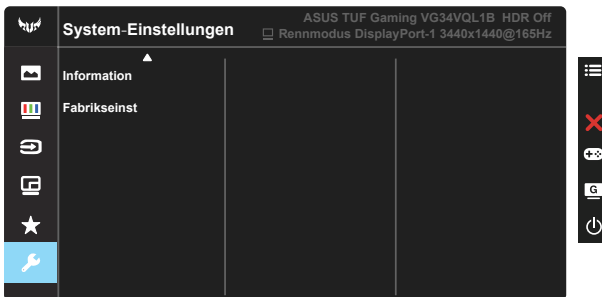 System-Einstellungen
ASUS TUF Gaming VG34VQL1B HDR Off
Rennmodus DisplayPort-1 3440x1440@165Hz
Information
Fabrikseinst
G